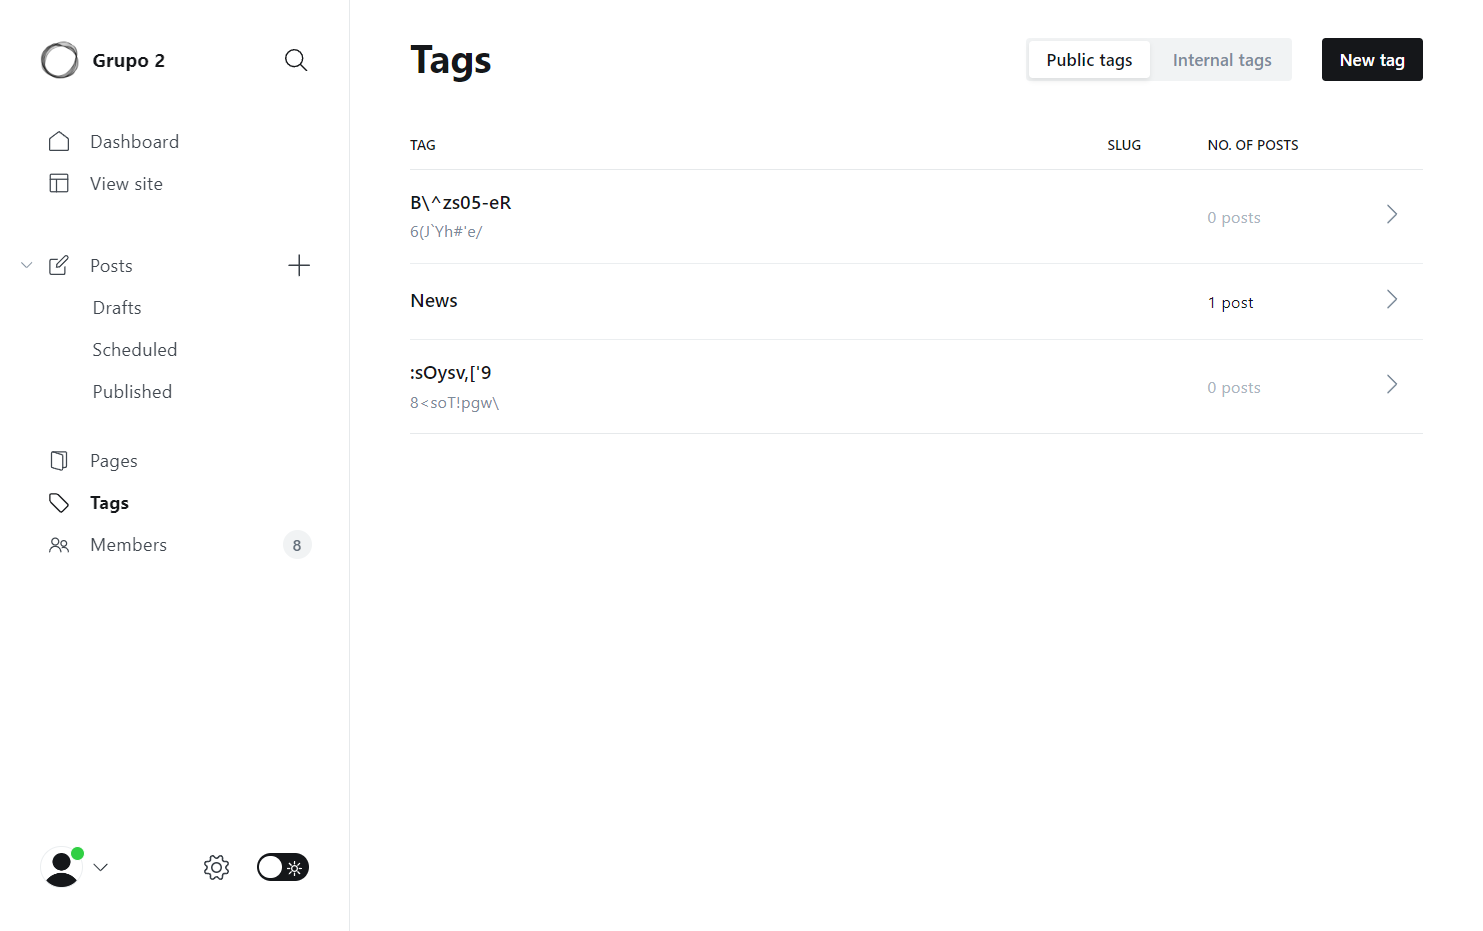 Grupo 2
Dashboard
View site
Posts
Drafts
Scheduled
Published
Pages
Tags
Members 8
Tags
Public tags Internal tags New tag
TAG SLUG NO. OF POSTS
B\^zs05-eR
6(J`Yh#'e/
0 posts
News
1 post
:sOysv,['9
8<soT!pgw\
0 posts